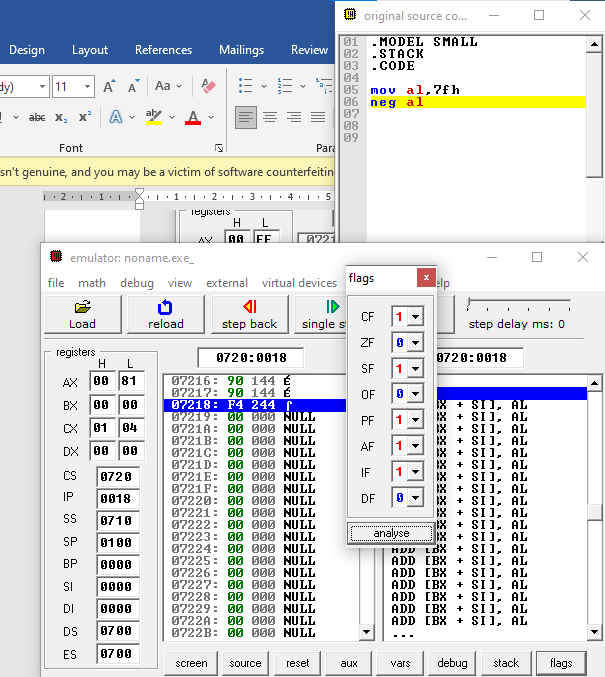 original source co...
Design Layout References Mailings Review
dy) 11 Aa
abc x₂ x² A
Font Para
sn't genuine, and you may be a victim of software counterfeitin
2 1 1 2 3 4 5
01 .MODEL SMALL
02 .STACK
03 .CODE
04
05 mov al,7fh
06 neg al
07
08
09
registers
H L
AX 00 FF
emulator: noname.exe_
file math debug view external virtual devices elp
Load reload step back single st step delay ms: 0
flags x
CF 1
ZF 0
SF 1
OF 0
PF 1
AF 1
IF 1
DF 0
analyse
registers
H L
AX 00 81
BX 00 00
CX 01 04
DX 00 00
CS 0720
IP 0018
SS 0710
SP 0100
BP 0000
SI 0000
DI 0000
DS 0700
ES 0700
0720:0018
07216: 90 144 É
07217: 90 144 É
07218: F4 244 ⌠
07219: 00 000 NULL
0721A: 00 000 NULL
0721B: 00 000 NULL
0721C: 00 000 NULL
0721D: 00 000 NULL
0721E: 00 000 NULL
0721F: 00 000 NULL
07220: 00 000 NULL
07221: 00 000 NULL
07222: 00 000 NULL
07223: 00 000 NULL
07224: 00 000 NULL
07225: 00 000 NULL
07226: 00 000 NULL
07227: 00 000 NULL
07228: 00 000 NULL
07229: 00 000 NULL
0722A: 00 000 NULL
0722B: 00 000 NULL
0720:0018
BX + SI], AL
BX + SI], AL
BX + SI], AL
BX + SI], AL
BX + SI], AL
BX + SI], AL
BX + SI], AL
BX + SI], AL
BX + SI], AL
BX + SI], AL
BX + SI], AL
BX + SI], AL
ADD [BX + SI], AL
ADD [BX + SI], AL
ADD [BX + SI], AL
ADD [BX + SI], AL
ADD [BX + SI], AL
ADD [BX + SI], AL
ADD [BX + SI], AL
...
screen source reset aux vars debug stack flags